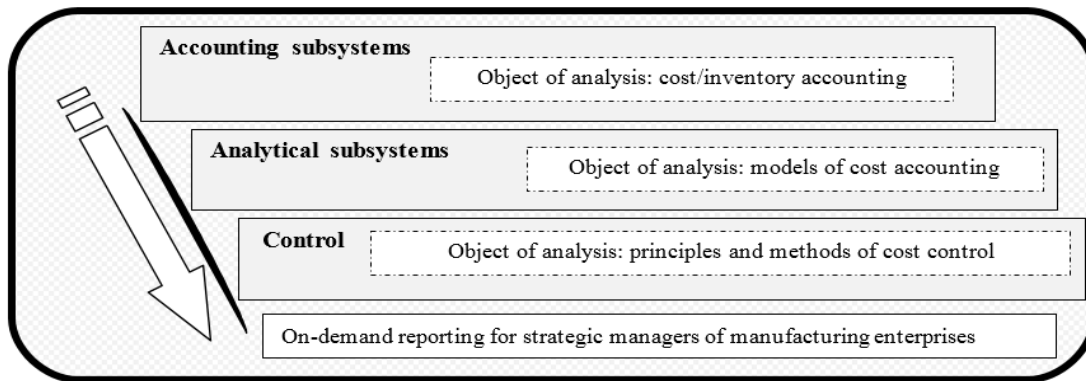 Accounting subsystems
Object of analysis: cost/inventory accounting
Analytical subsystems
Object of analysis: models of cost accounting
Control
Object of analysis: principles and methods of cost control
On-demand reporting for strategic managers of manufacturing enterprises